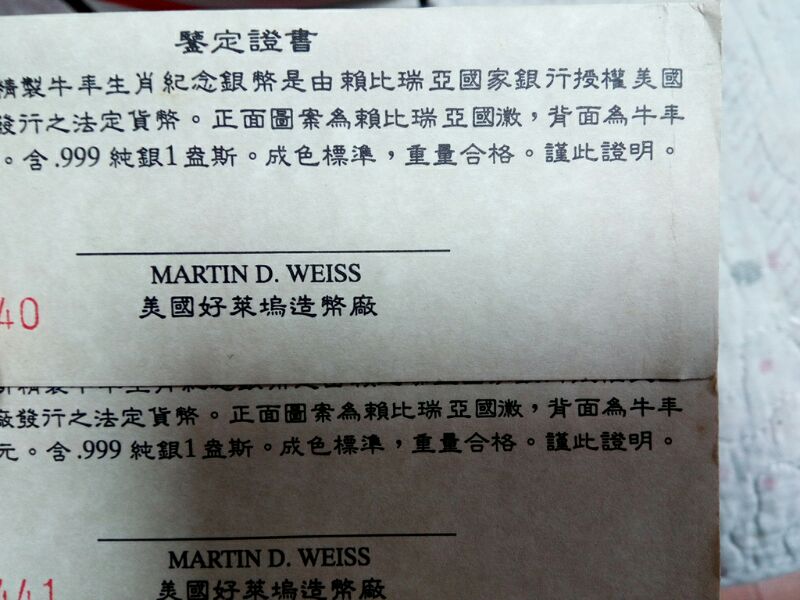 鑒定證書
精製牛年生肖紀念銀幣是由賴比瑞亞國家銀行授權美國
發行之法定貨幣。正面圖案為賴比瑞亞國徽，背面為牛年
。含.999純銀1盎斯。成色標準，重量合格。謹此證明。
MARTIN D. WEISS
美國好萊塢造幣廠
40
廠發行之法定貨幣。正面圖案為賴比瑞亞國徽，背面為牛年
元。含.999純銀1盎斯。成色標準，重量合格。謹此證明。
MARTIN D. WEISS
美國好萊塢造幣廠
441